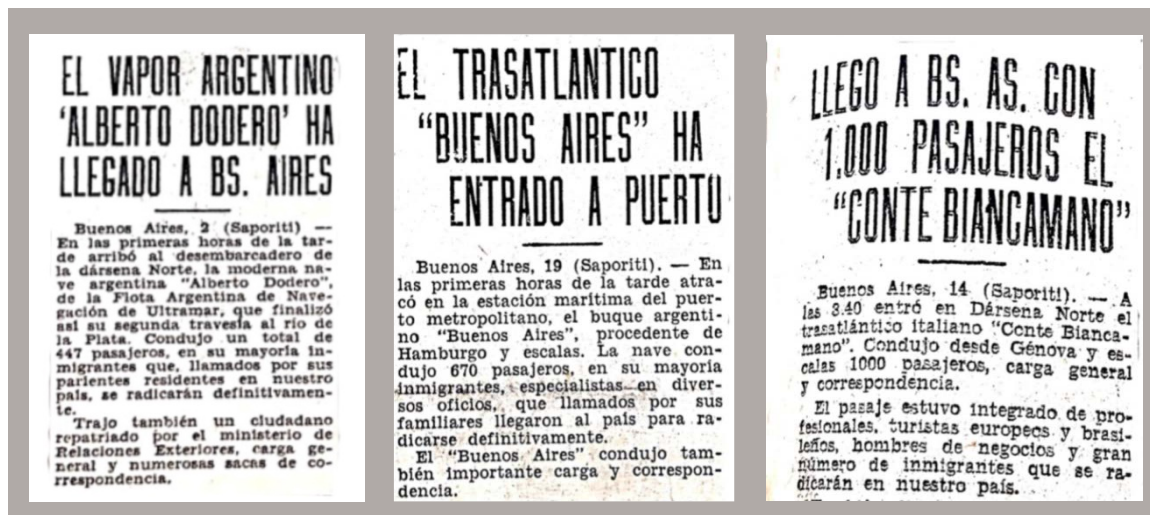 EL VAPOR ARGENTINO
'ALBERTO DODERO' HA
LLEGADO A BS. AIRES
Buenos Aires, 2 (Saporiti) —
En las primeras horas de la tar-
de arribó al desembarcadero de
la dársena Norte, la moderna na-
ve argentina "Alberto Dodero",
de la Flota Argentina de Nave-
gación de Ultramar, que finalizó
así su segunda travesía al río de
la Plata. Condujo un total de
447 pasajeros, en su mayoría in-
migrantes que, llamados por sus
parientes residentes en nuestro
país, se radicarán definitivamen-
te.
Trajo también un ciudadano
repatriado por el ministerio de
Relaciones Exteriores, carga ge-
neral y numerosas sacas de co-
rrespondencia.
EL TRASATLANTICO
"BUENOS AIRES" HA
ENTRADO A PUERTO
Buenos Aires, 19 (Saporiti). — En
las primeras horas de la tarde atra-
có en la estación marítima del puer-
to metropolitano, el buque argenti-
no "Buenos Aires", procedente de
Hamburgo y escalas. La nave con-
dujo 670 pasajeros, en su mayoría
inmigrantes, especialistas en diver-
sos oficios, que llamados por sus
familiares llegaron al país para ra-
dicarse definitivamente.
El "Buenos Aires" condujo tam-
bién importante carga y correspon-
dencia.
LLEGO A BS. AS. CON
1.000 PASAJEROS EL
"CONTE BIANCAMANO"
Buenos Aires, 14 (Saporiti). — A
las 3.40 entró en Dársena Norte el
trasatlántico italiano "Conte Bianca-
mano". Condujo desde Génova y es-
calas 1000 pasajeros, carga general
y correspondencia.
El pasaje estuvo integrado de pro-
fesionales, turistas europeos y brasi-
leños, hombres de negocios y gran
número de inmigrantes que se ra-
dicarán en nuestro país.